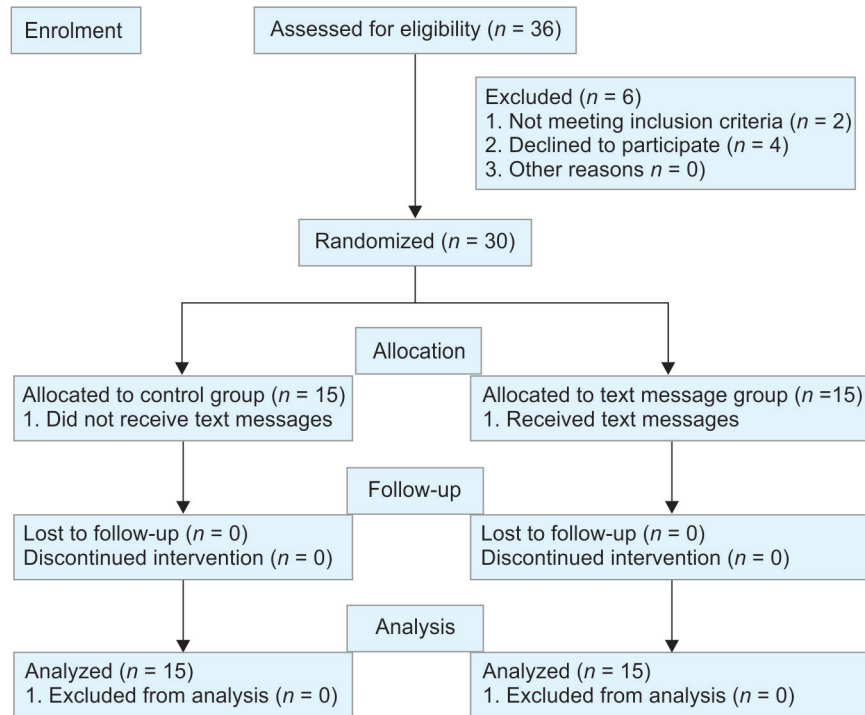 Enrolment
Assessed for eligibility (n = 36)
Excluded (n = 6)
1. Not meeting inclusion criteria (n = 2)
2. Declined to participate (n = 4)
3. Other reasons n = 0)
Randomized (n = 30)
Allocation
Allocated to control group (n = 15)
1. Did not receive text messages
Allocated to text message group (n =15)
1. Received text messages
Follow-up
Lost to follow-up (n = 0)
Discontinued intervention (n = 0)
Lost to follow-up (n = 0)
Discontinued intervention (n = 0)
Analysis
Analyzed (n = 15)
1. Excluded from analysis (n = 0)
Analyzed (n = 15)
1. Excluded from analysis (n = 0)